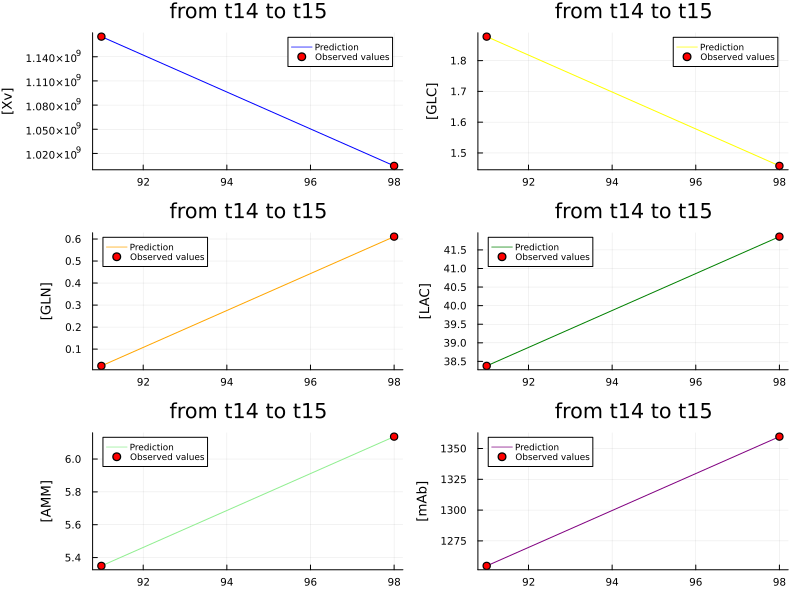 from t14 to t15
[Xv]
1.140×10⁹
1.110×10⁹
1.080×10⁹
1.050×10⁹
1.020×10⁹
Prediction
Observed values
92 94 96 98
from t14 to t15
[GLC]
1.8
1.7
1.6
1.5
Prediction
Observed values
92 94 96 98
from t14 to t15
[GLN]
0.6
0.5
0.4
0.3
0.2
0.1
Prediction
Observed values
92 94 96 98
from t14 to t15
[LAC]
41.5
41.0
40.5
40.0
39.5
39.0
38.5
Prediction
Observed values
92 94 96 98
from t14 to t15
[AMM]
6.0
5.8
5.6
5.4
Prediction
Observed values
92 94 96 98
from t14 to t15
[mAb]
1350
1325
1300
1275
Prediction
Observed values
92 94 96 98